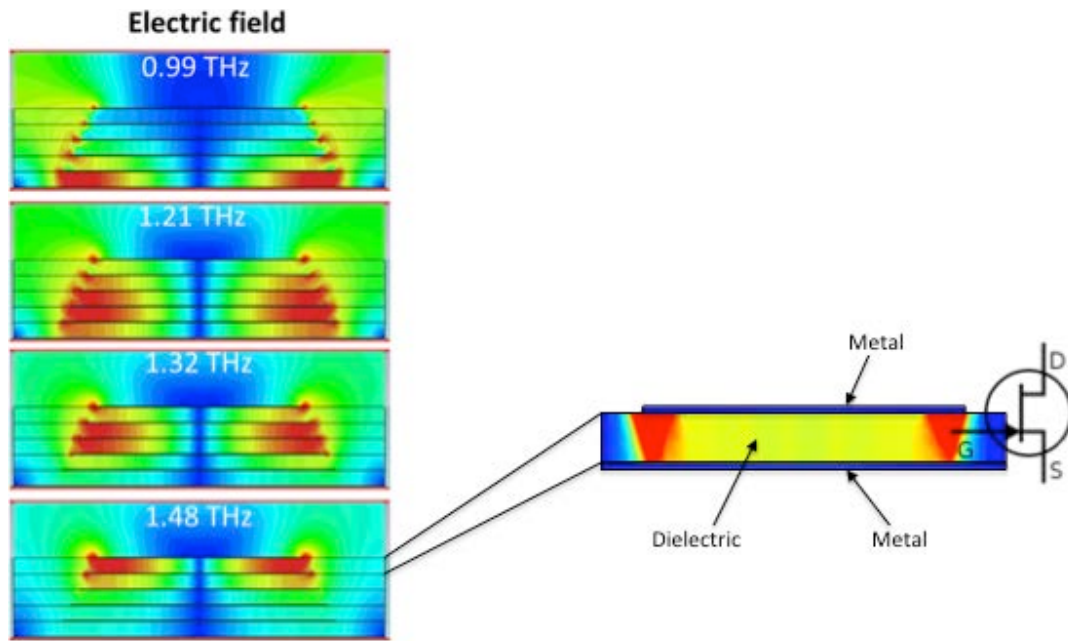 Electric field
0.99 THz
1.21 THz
1.32 THz
1.48 THz
Metal
D
G
S
Dielectric
Metal